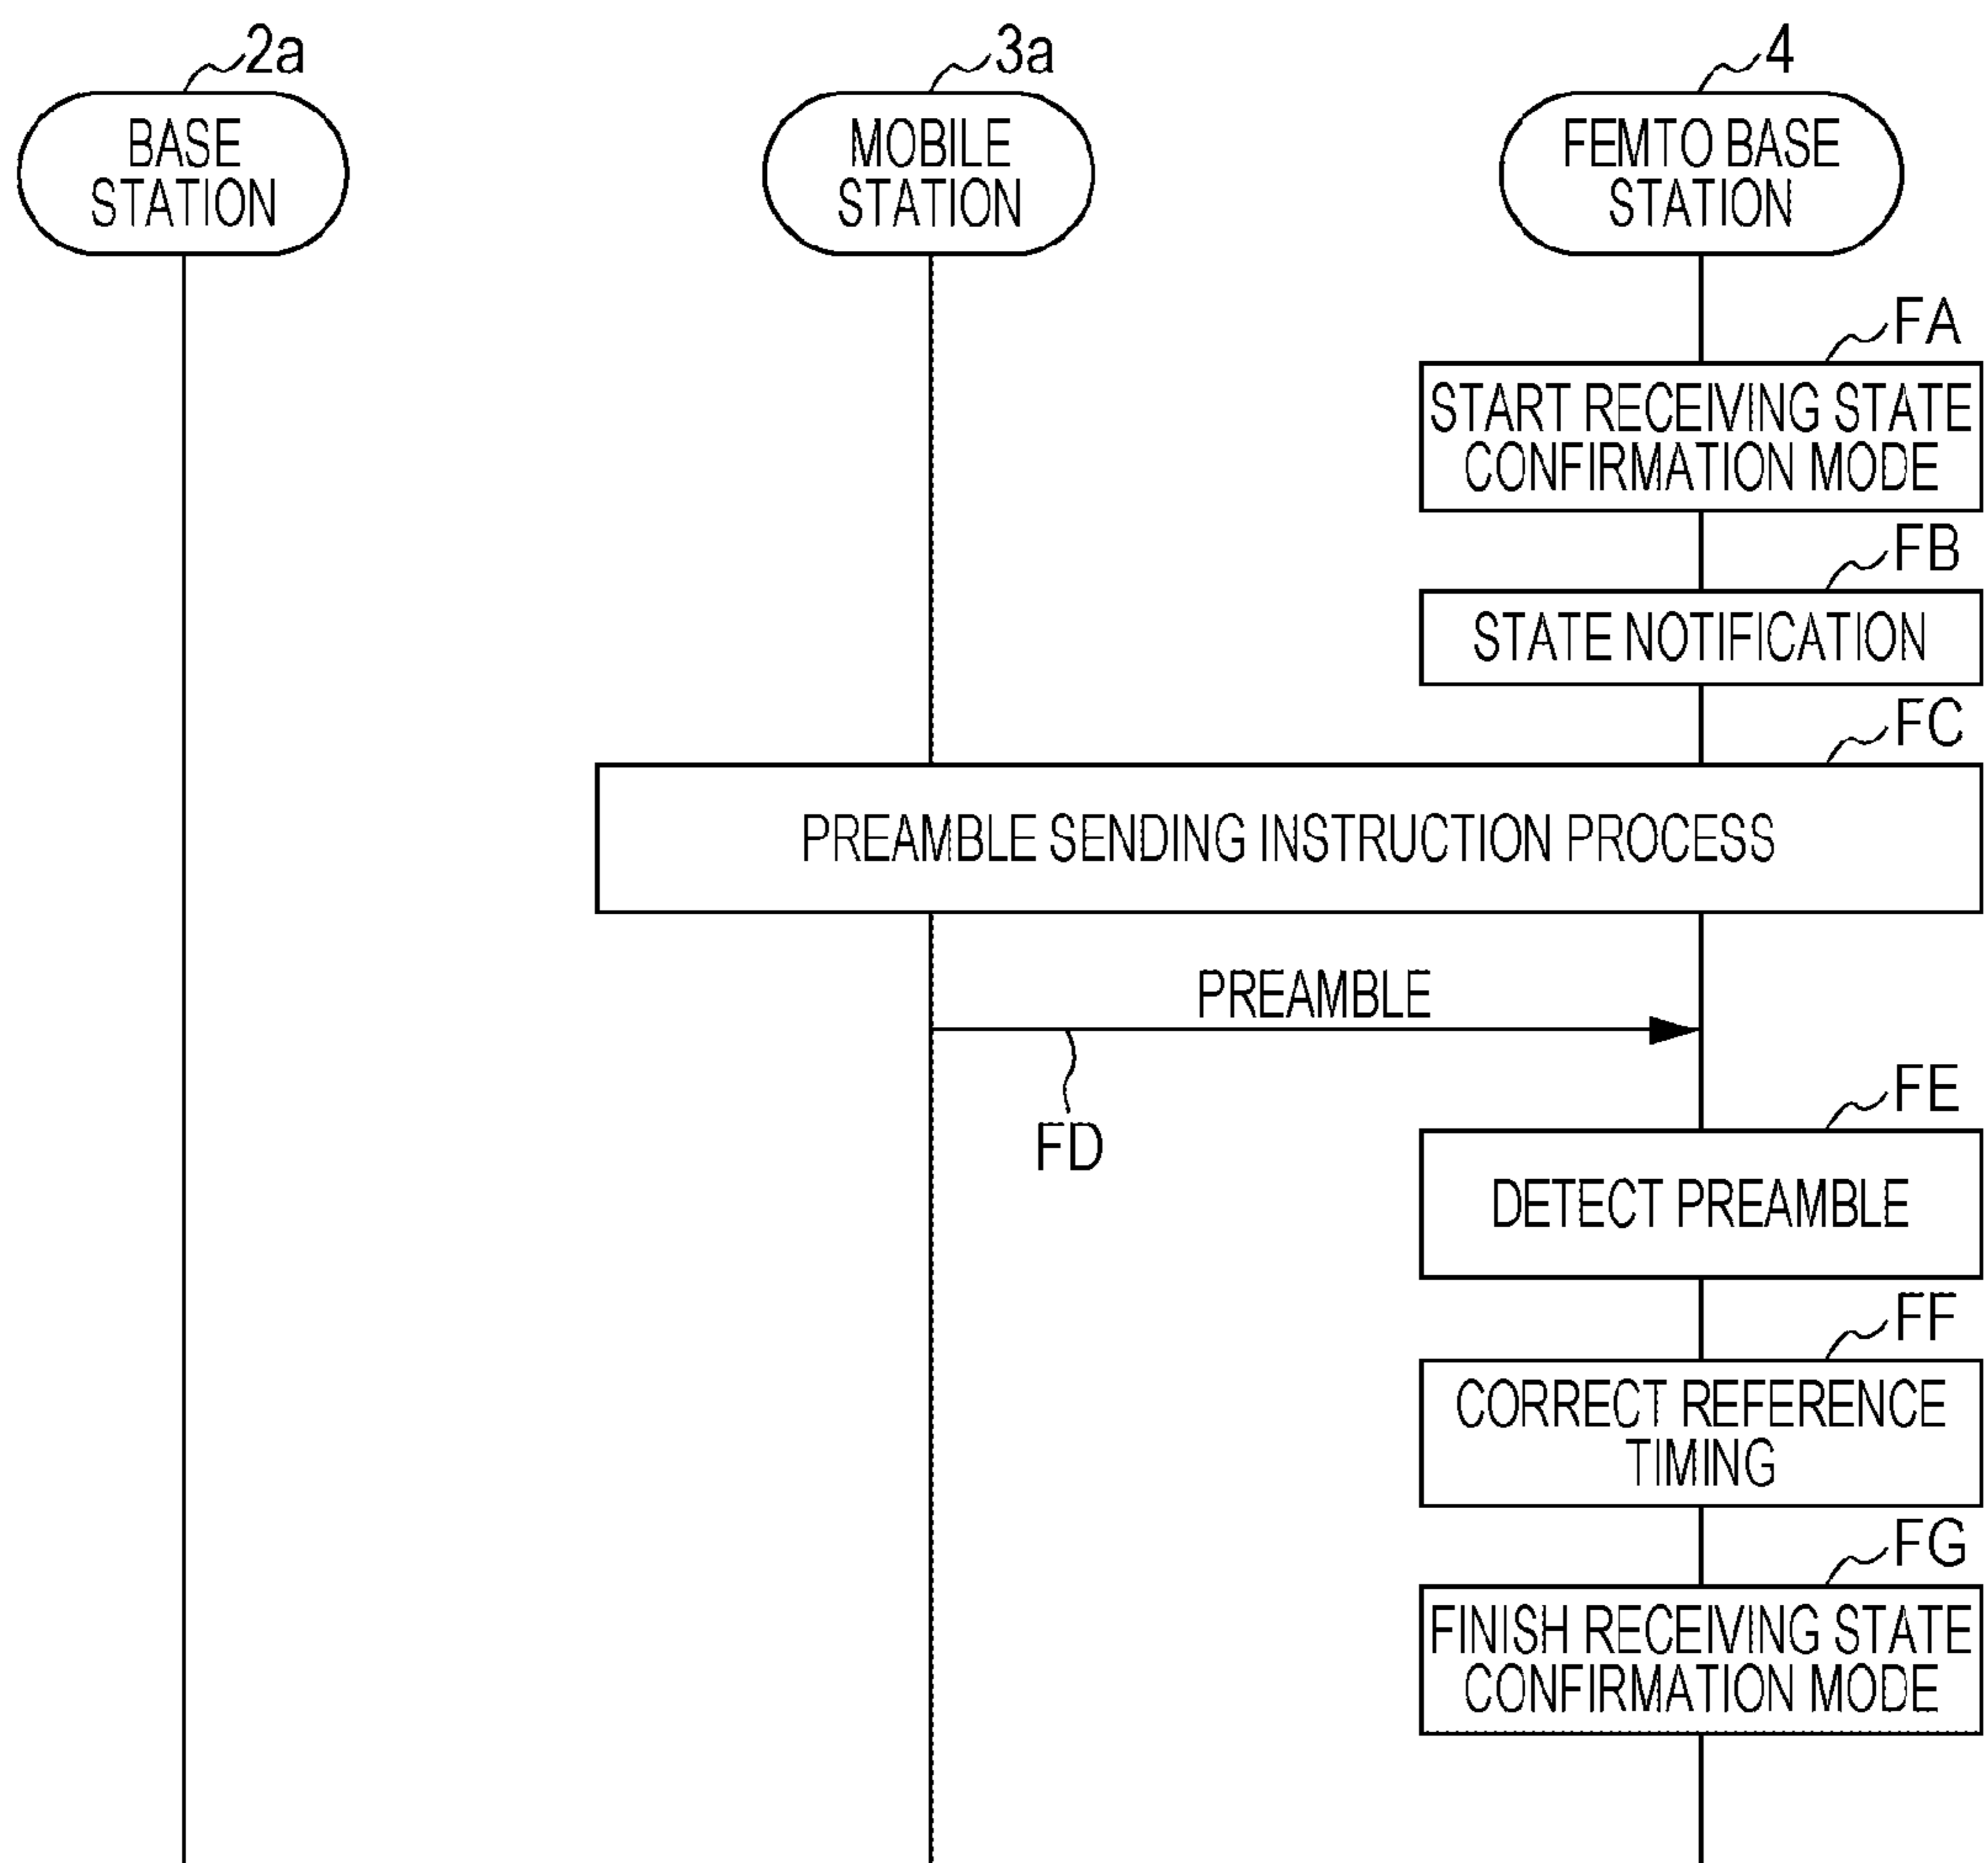 2a
3a
4
BASE
STATION
MOBILE
STATION
FEMTO BASE
STATION
FA
START RECEIVING STATE
CONFIRMATION MODE
FB
STATE NOTIFICATION
FC
PREAMBLE SENDING INSTRUCTION PROCESS
PREAMBLE
FD
FE
DETECT PREAMBLE
FF
CORRECT REFERENCE
TIMING
FG
FINISH RECEIVING STATE
CONFIRMATION MODE